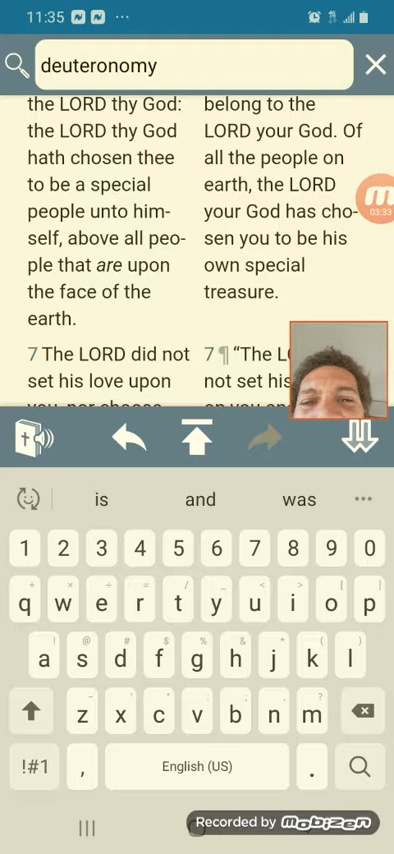 11:35
deuteronomy
the LORD thy God:
the LORD thy God
hath chosen thee
to be a special
people unto him-
self, above all peo-
ple that are upon
the face of the
earth.
7 The LORD did not
set his love upon
belong to the
LORD your God. Of
all the people on
earth, the LORD
your God has cho-
sen you to be his
own special
treasure.
7 ¶ “The
not set his
03:33
is and was
1 2 3 4 5 6 7 8 9 0
q w e r t y u i o p
a s d f g h j k l
z x c v b n m
!#1 , English (US) .
Recorded by mobizen